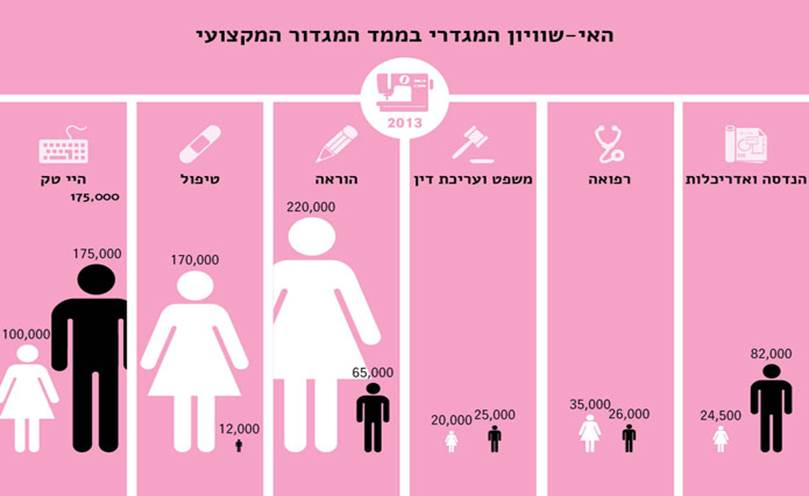 האי-שוויון המגדרי בממד המגדור המקצועי
2013
הנדסה ואדריכלות
82,000
24,500
רפואה
35,000
26,000
משפט ועריכת דין
25,000
20,000
הוראה
220,000
65,000
טיפול
170,000
12,000
היי טק
175,000
175,000
100,000